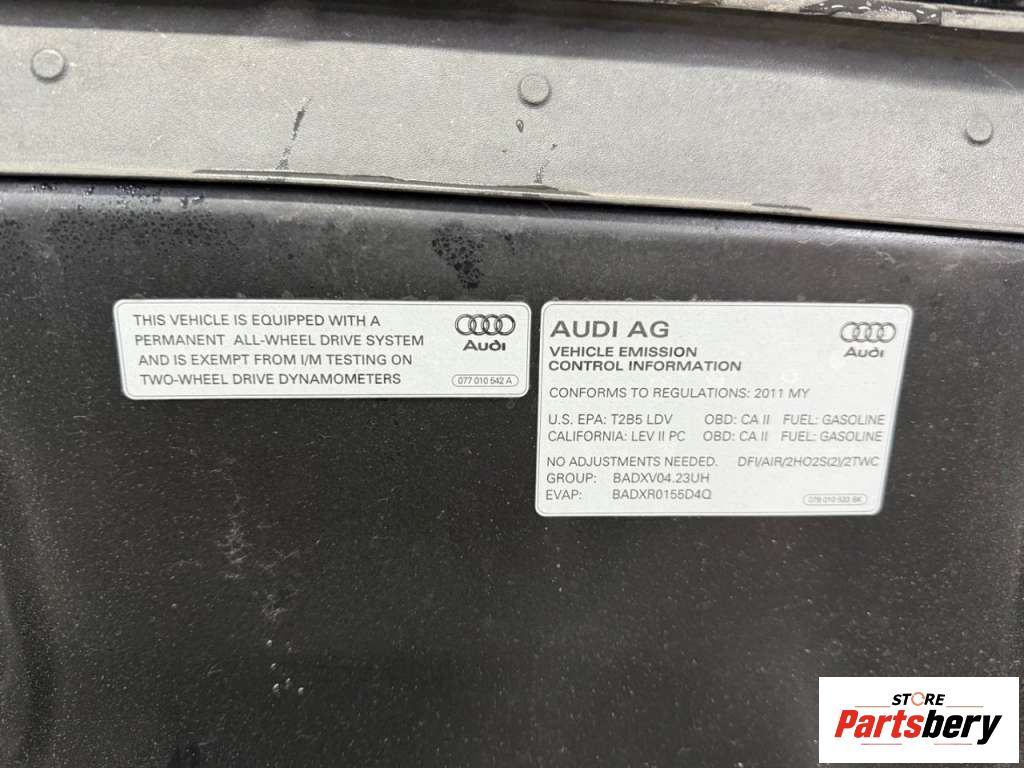 THIS VEHICLE IS EQUIPPED WITH A
PERMANENT ALL-WHEEL DRIVE SYSTEM
AND IS EXEMPT FROM I/M TESTING ON
TWO-WHEEL DRIVE DYNAMOMETERS
Audi
077 010 542 A
AUDI AG
Audi
VEHICLE EMISSION
CONTROL INFORMATION
CONFORMS TO REGULATIONS: 2011 MY
U.S. EPA: T2B5 LDV OBD: CA II FUEL: GASOLINE
CALIFORNIA: LEV II PC OBD: CA II FUEL: GASOLINE
NO ADJUSTMENTS NEEDED. DFI/AIR/2HO2S(2)/2TWC
GROUP: BADXV04.23UH
EVAP: BADXR0155D4Q
STORE
Partsbery